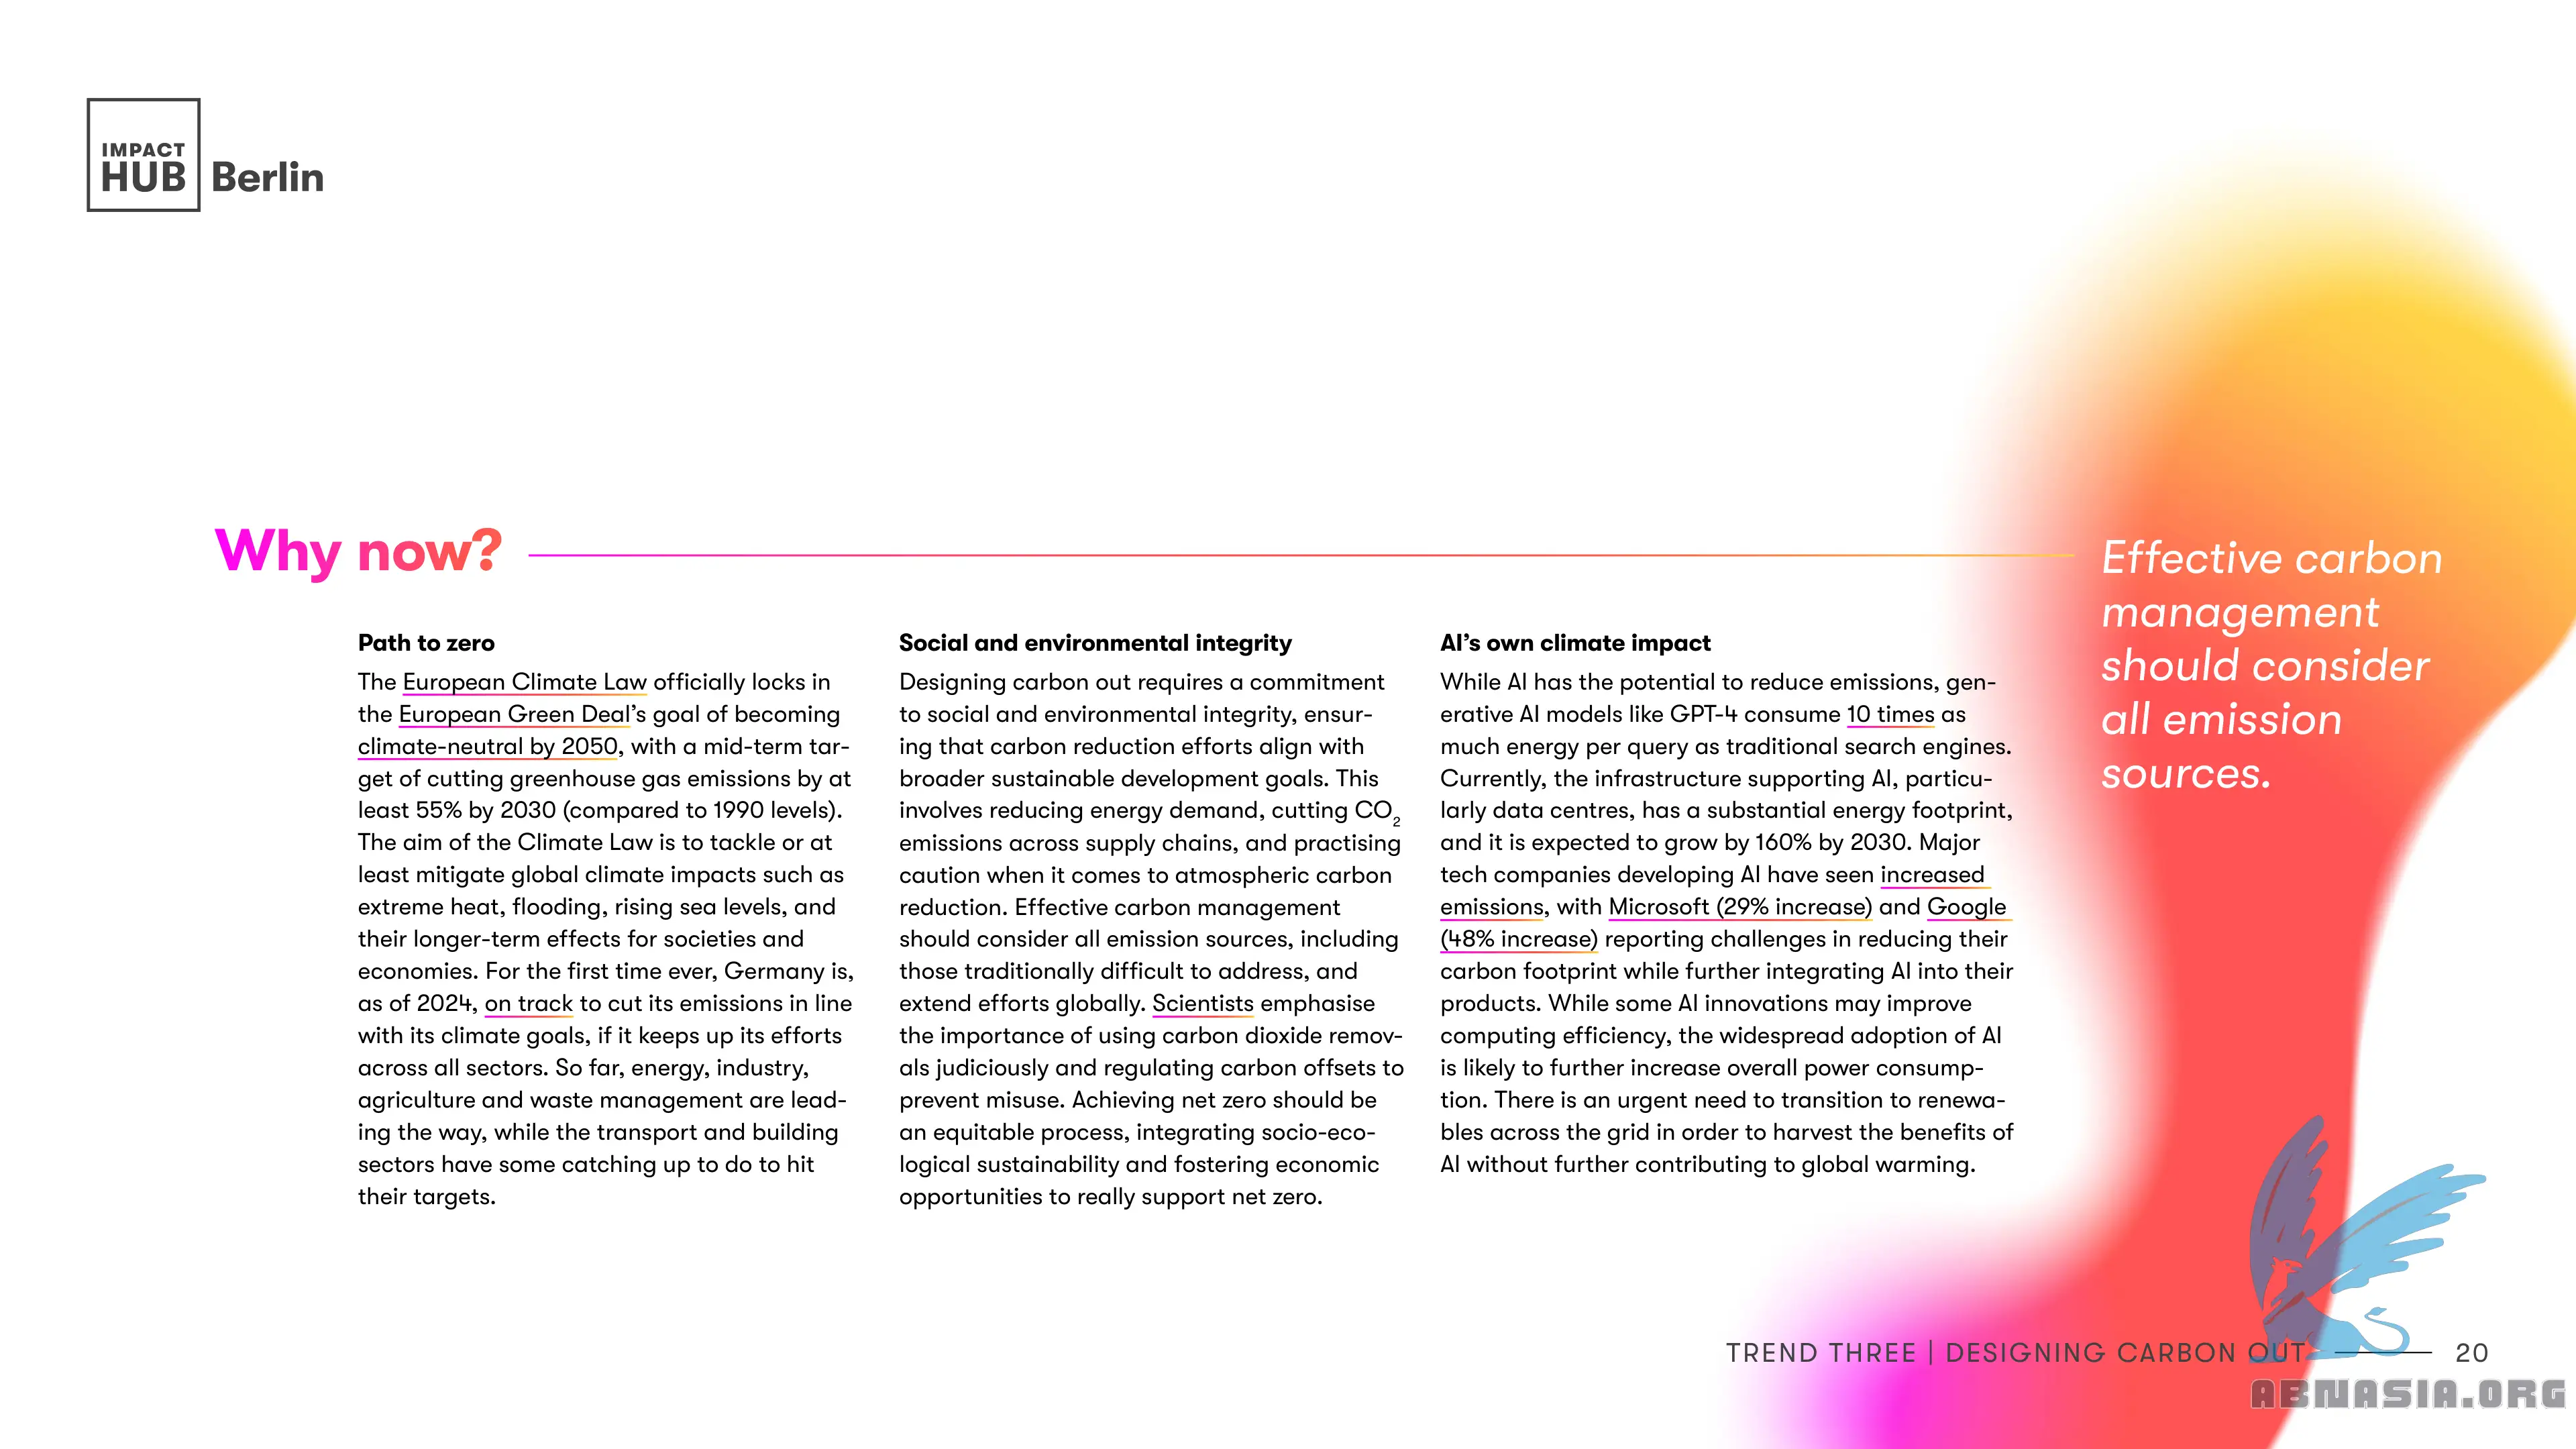 IMPACT
HUB Berlin
Why now?
Effective carbon
management
should consider
all emission
sources.
Path to zero
The European Climate Law officially locks in
the European Green Deal’s goal of becoming
climate-neutral by 2050, with a mid-term tar-
get of cutting greenhouse gas emissions by at
least 55% by 2030 (compared to 1990 levels).
The aim of the Climate Law is to tackle or at
least mitigate global climate impacts such as
extreme heat, flooding, rising sea levels, and
their longer-term effects for societies and
economies. For the first time ever, Germany is,
as of 2024, on track to cut its emissions in line
with its climate goals, if it keeps up its efforts
across all sectors. So far, energy, industry,
agriculture and waste management are lead-
ing the way, while the transport and building
sectors have some catching up to do to hit
their targets.
Social and environmental integrity
Designing carbon out requires a commitment
to social and environmental integrity, ensur-
ing that carbon reduction efforts align with
broader sustainable development goals. This
involves reducing energy demand, cutting CO₂
emissions across supply chains, and practising
caution when it comes to atmospheric carbon
reduction. Effective carbon management
should consider all emission sources, including
those traditionally difficult to address, and
extend efforts globally. Scientists emphasise
the importance of using carbon dioxide remov-
als judiciously and regulating carbon offsets to
prevent misuse. Achieving net zero should be
an equitable process, integrating socio-eco-
logical sustainability and fostering economic
opportunities to really support net zero.
AI’s own climate impact
While AI has the potential to reduce emissions, gen-
erative AI models like GPT-4 consume 10 times as
much energy per query as traditional search engines.
Currently, the infrastructure supporting AI, particu-
larly data centres, has a substantial energy footprint,
and it is expected to grow by 160% by 2030. Major
tech companies developing AI have seen increased
emissions, with Microsoft (29% increase) and Google
(48% increase) reporting challenges in reducing their
carbon footprint while further integrating AI into their
products. While some AI innovations may improve
computing efficiency, the widespread adoption of AI
is likely to further increase overall power consump-
tion. There is an urgent need to transition to renewa-
bles across the grid in order to harvest the benefits of
AI without further contributing to global warming.
TREND THREE | DESIGNING CARBON OUT 20
ABNASIA.ORG